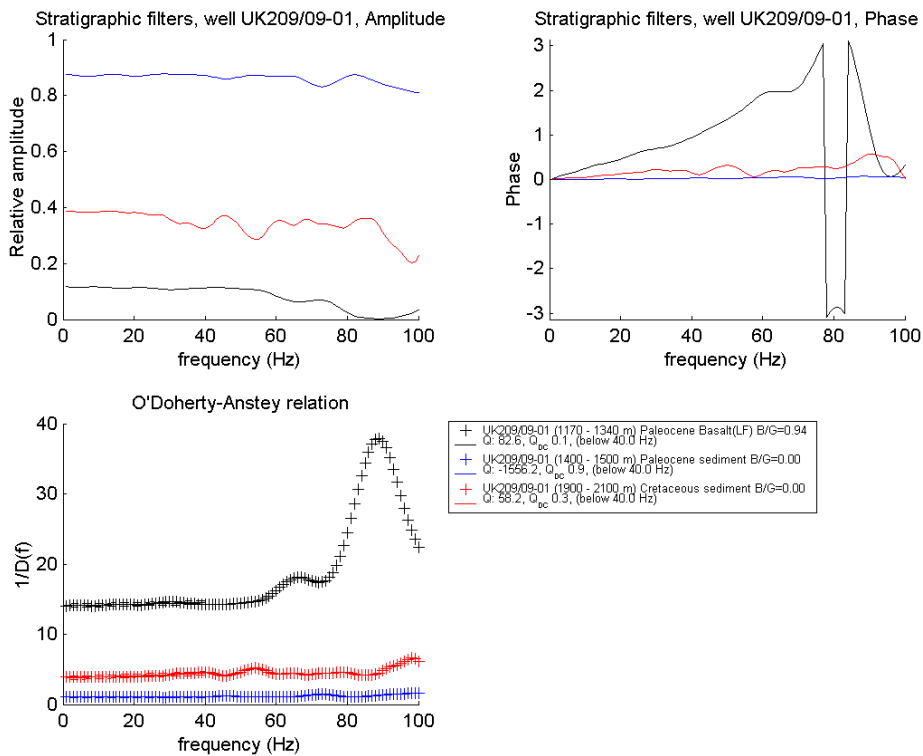 Stratigraphic filters, well UK209/09-01, Amplitude
1
0.8
0.6
0.4
0.2
0
Relative amplitude
0 20 40 60 80 100
frequency (Hz)
Stratigraphic filters, well UK209/09-01, Phase
3
2
1
0
-1
-2
-3
Phase
0 20 40 60 80 100
frequency (Hz)
O'Doherty-Anstey relation
40
30
20
10
0
1/D(f)
0 20 40 60 80 100
frequency (Hz)
UK209/09-01 (1170 - 1340 m) Paleocene Basalt(LF) B/G=0.94
Q: 82.6, Q_DC 0.1, (below 40.0 Hz)
UK209/09-01 (1400 - 1500 m) Paleocene sediment B/G=0.00
Q: -1556.2, Q_DC 0.9, (below 40.0 Hz)
UK209/09-01 (1900 - 2100 m) Cretaceous sediment B/G=0.00
Q: 58.2, Q_DC 0.3, (below 40.0 Hz)